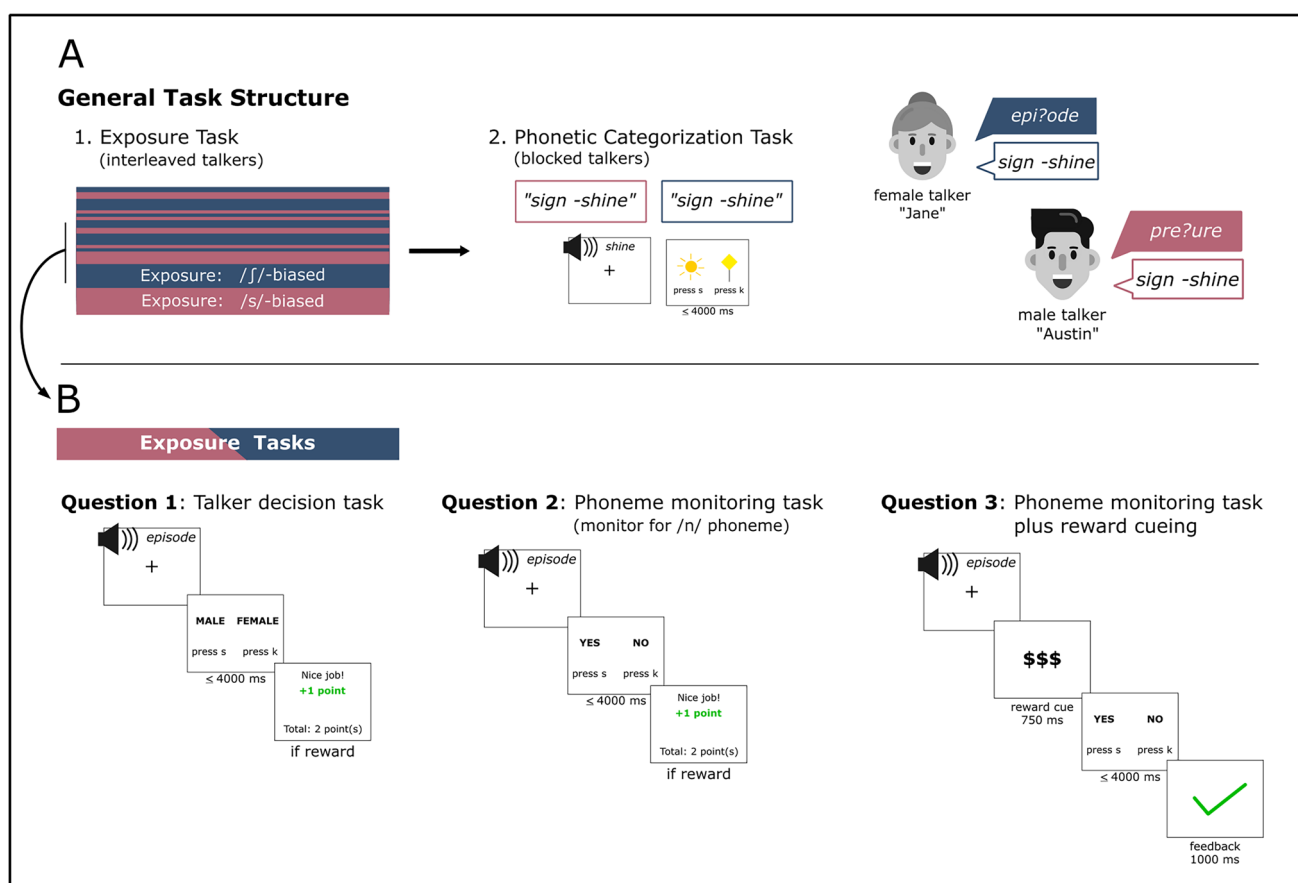 A
General Task Structure
1. Exposure Task
(interleaved talkers)
Exposure: /ʃ/-biased
Exposure: /s/-biased
2. Phonetic Categorization Task
(blocked talkers)
"sign -shine"
"sign -shine"
shine
+
press s press k
≤ 4000 ms
epi?ode
sign -shine
female talker
"Jane"
pre?ure
sign -shine
male talker
"Austin"
B
Exposure Tasks
Question 1: Talker decision task
episode
+
MALE FEMALE
press s press k
≤ 4000 ms
Nice job!
+1 point
Total: 2 point(s)
if reward
Question 2: Phoneme monitoring task
(monitor for /n/ phoneme)
episode
+
YES NO
press s press k
≤4000 ms
Nice job!
+1 point
Total: 2 point(s)
if reward
Question 3: Phoneme monitoring task
plus reward cueing
episode
+
$$$
reward cue
750 ms
YES NO
press s press k
≤ 4000 ms
feedback
1000 ms